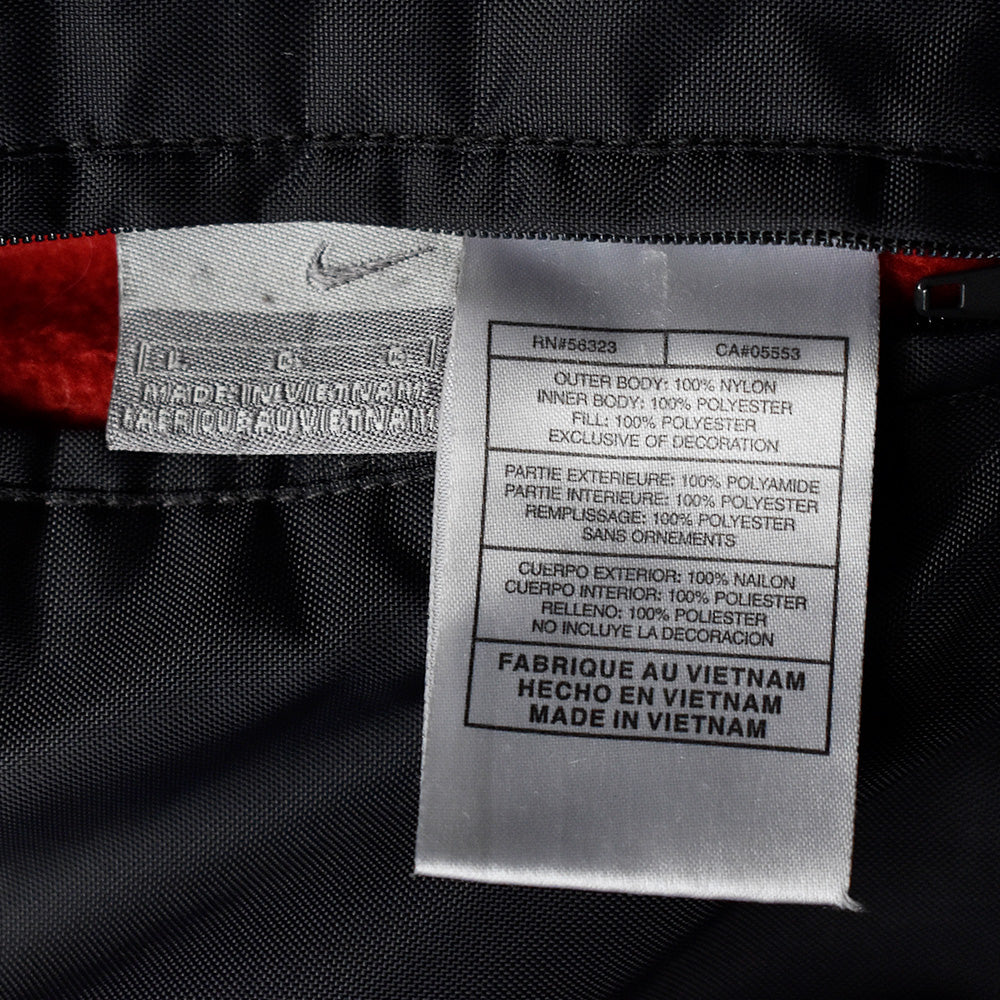 MADE IN VIETNAM
RN#56323 CA#05553
OUTER BODY: 100% NYLON
INNER BODY: 100% POLYESTER
FILL: 100% POLYESTER
EXCLUSIVE OF DECORATION
PARTIE EXTERIEURE: 100% POLYAMIDE
PARTIE INTERIEURE: 100% POLYESTER
REMPLISSAGE: 100% POLYESTER
SANS ORNEMENTS
CUERPO EXTERIOR: 100% NAILON
CUERPO INTERIOR: 100% POLIESTER
RELLENO: 100% POLIESTER
NO INCLUYE LA DECORACION
FABRIQUE AU VIETNAM
HECHO EN VIETNAM
MADE IN VIETNAM